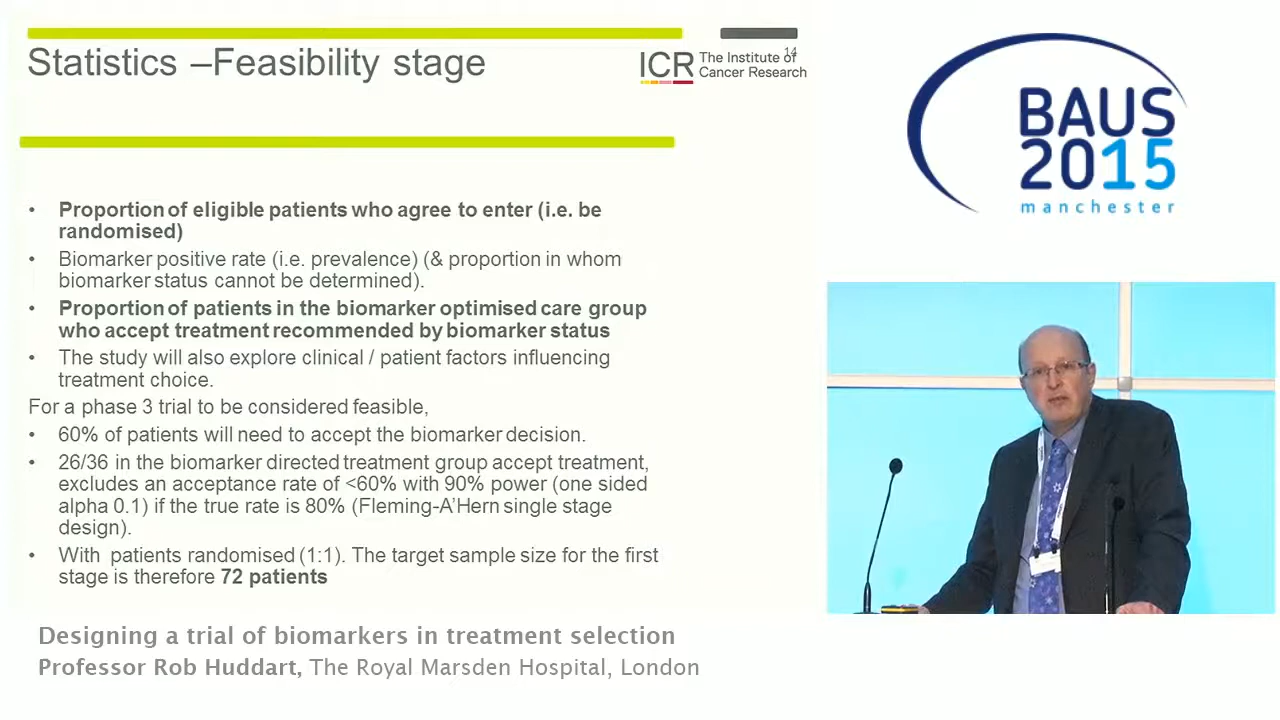 Statistics –Feasibility stage
14
ICR The Institute of
Cancer Research
• Proportion of eligible patients who agree to enter (i.e. be
randomised)
• Biomarker positive rate (i.e. prevalence) (& proportion in whom
biomarker status cannot be determined).
• Proportion of patients in the biomarker optimised care group
who accept treatment recommended by biomarker status
• The study will also explore clinical / patient factors influencing
treatment choice.
For a phase 3 trial to be considered feasible,
• 60% of patients will need to accept the biomarker decision.
• 26/36 in the biomarker directed treatment group accept treatment,
excludes an acceptance rate of <60% with 90% power (one sided
alpha 0.1) if the true rate is 80% (Fleming-A’Hern single stage
design).
• With patients randomised (1:1). The target sample size for the first
stage is therefore 72 patients
BAUS
2015
manchester
Designing a trial of biomarkers in treatment selection
Professor Rob Huddart, The Royal Marsden Hospital, London